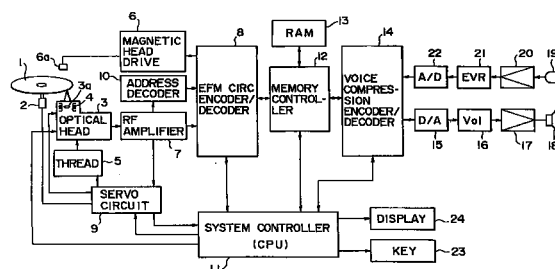 6
8
13
14
1
6a
MAGNETIC
HEAD
DRIVE
RAM
12
22
21
20
19
10
ADDRESS
DECODER
A/D
EVR
3a
4
2
3
OPTICAL
HEAD
RF
AMPLIFIER
7
EFM CIRC
ENCODER/
DECODER
MEMORY
CONTROL-
LER
VOICE
COMPRES-
SION
ENCODER/
DECODER
D/A
Vol
15
16
17
18
THREAD
5
SERVO
CIRCUIT
9
SYSTEM CONTROLLER
(CPU)
11
DISPLAY
24
KEY
23